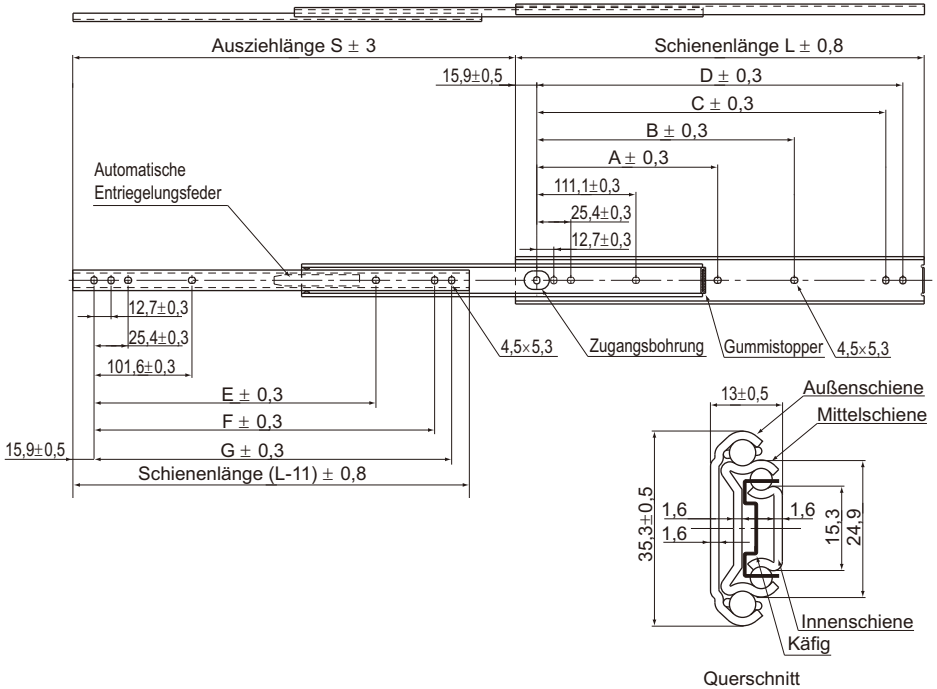 Ausziehlänge S ± 3
Schienenlänge L ± 0,8
15,9±0,5
D ± 0,3
C ± 0,3
B ± 0,3
A ± 0,3
111,1±0,3
25,4±0,3
12,7±0,3
Automatische
Entriegelungsfeder
12,7±0,3
25,4±0,3
101,6±0,3
4,5×5,3
Zugangsbohrung
Gummistopper
4,5×5,3
E ± 0,3
F ± 0,3
G ± 0,3
15,9±0,5
Schienenlänge (L-11) ± 0,8
13±0,5
Außenschiene
Mittelschiene
35,3±0,5
1,6
1,6
1,6
15,3
24,9
Innenschiene
Käfig
Querschnitt